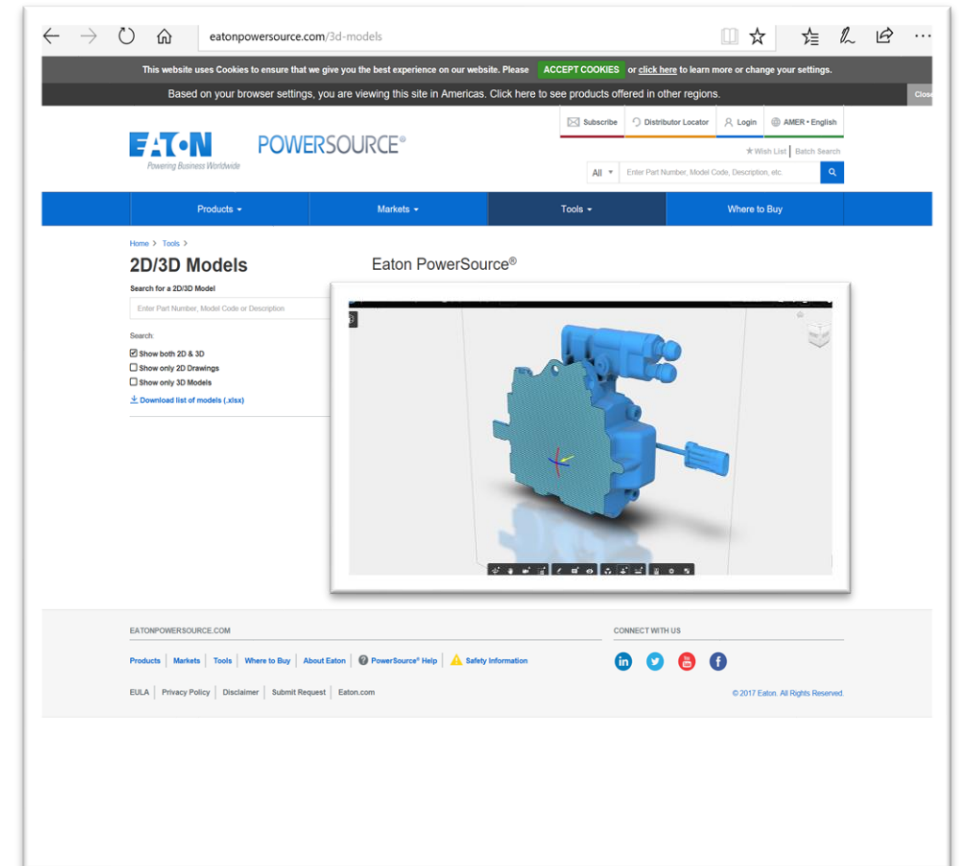 eatonpowersource.com/3d-models
This website uses Cookies to ensure that we give you the best experience on our website. Please ACCEPT COOKIES or click here to learn more or change your settings.
Based on your browser settings, you are viewing this site in Americas. Click here to see products offered in other regions.
Close
Subscribe Distributor Locator Login AMER • English
EATON
Powering Business Worldwide
POWERSOURCE®
Wish List Batch Search
All Enter Part Number, Model Code, Description, etc.
Products Markets Tools Where to Buy
Home > Tools >
2D/3D Models
Eaton PowerSource®
Search for a 2D/3D Model
Enter Part Number, Model Code or Description
Search:
Show both 2D & 3D
Show only 2D Drawings
Show only 3D Models
Download list of models (.xlsx)
EATONPOWERSOURCE.COM
CONNECT WITH US
Products Markets Tools Where to Buy About Eaton PowerSource® Help Safety Information
EULA Privacy Policy Disclaimer Submit Request Eaton.com
© 2017 Eaton. All Rights Reserved.